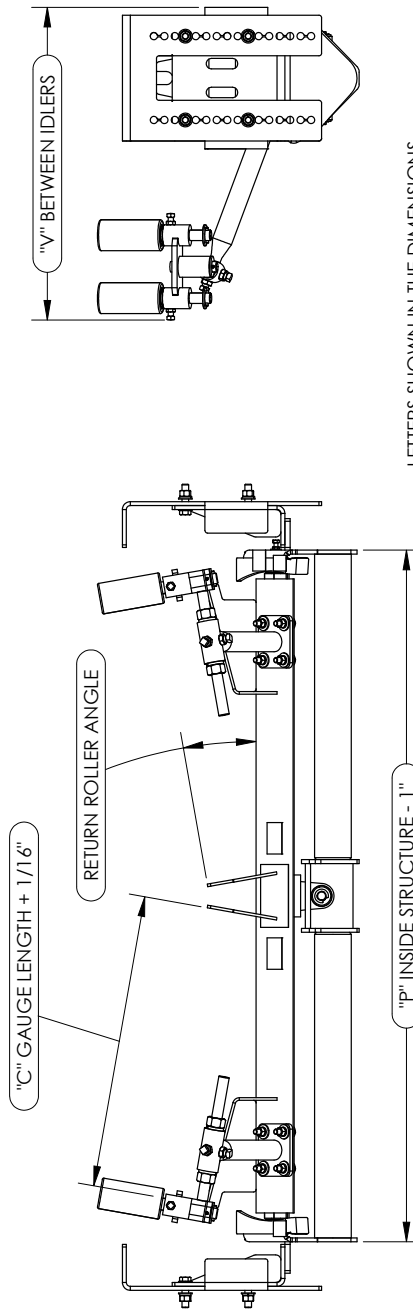 "V" BETWEEN IDLERS
"C" GAUGE LENGTH + 1/16"
RETURN ROLLER ANGLE
"P" INSIDE STRUCTURE - 1"
LETTERS SHOWN IN THE DIMENSIONS